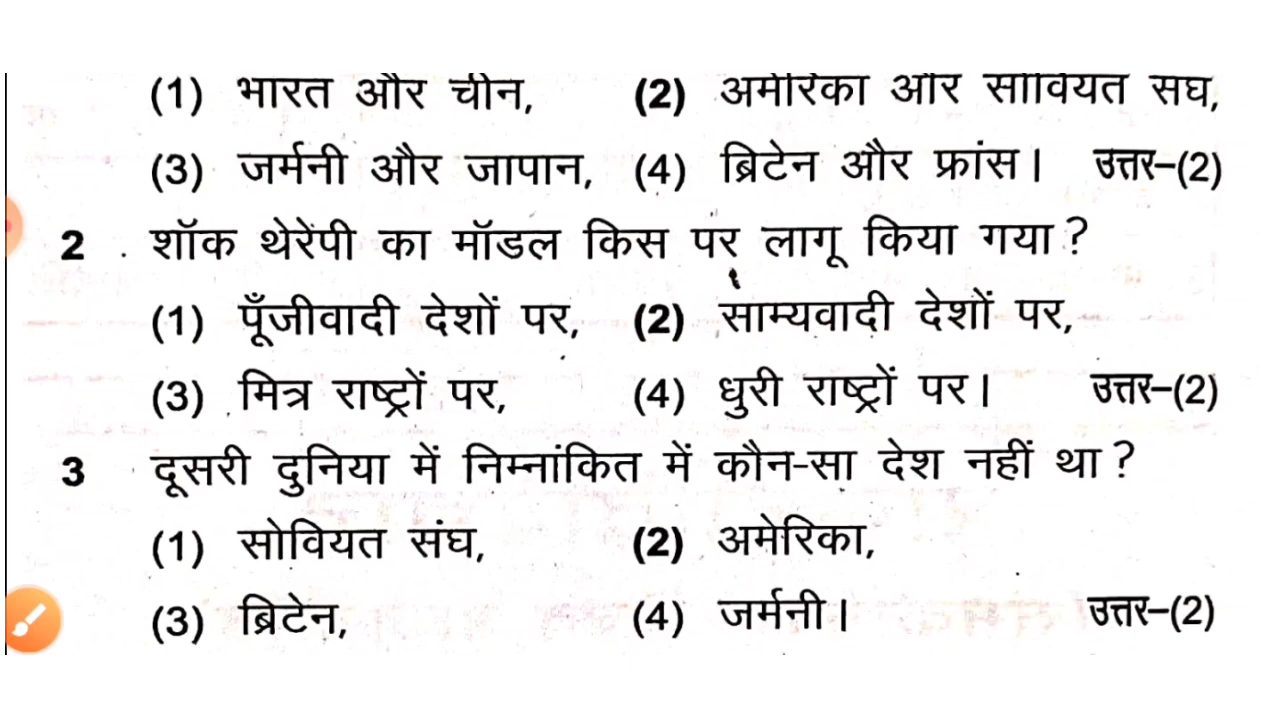 (1) भारत और चीन, (2) अमेरिका और सोवियत संघ,
(3) जर्मनी और जापान, (4) ब्रिटेन और फ्रांस। उत्तर–(2)
2 . शॉक थेरेपी का मॉडल किस पर लागू किया गया?
(1) पूँजीवादी देशों पर, (2) साम्यवादी देशों पर,
(3) मित्र राष्ट्रों पर, (4) धुरी राष्ट्रों पर। उत्तर–(2)
3 दूसरी दुनिया में निम्नांकित में कौन-सा देश नहीं था?
(1) सोवियत संघ, (2) अमेरिका,
(3) ब्रिटेन, (4) जर्मनी। उत्तर–(2)